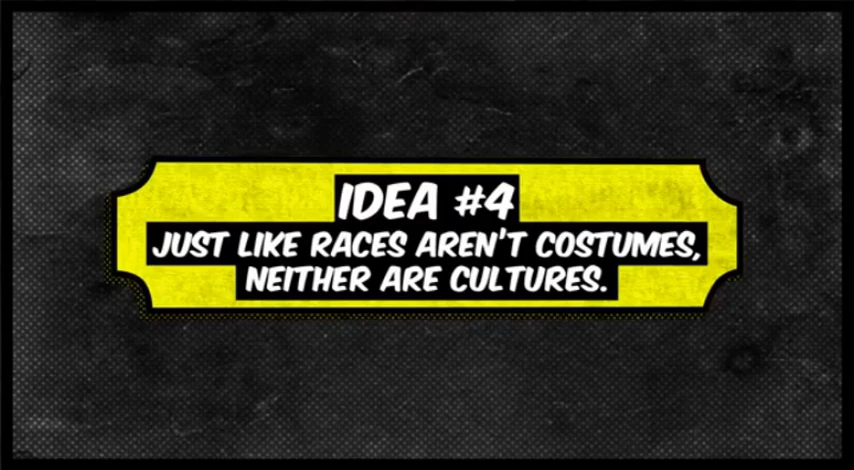 IDEA #4
JUST LIKE RACES AREN'T COSTUMES,
NEITHER ARE CULTURES.